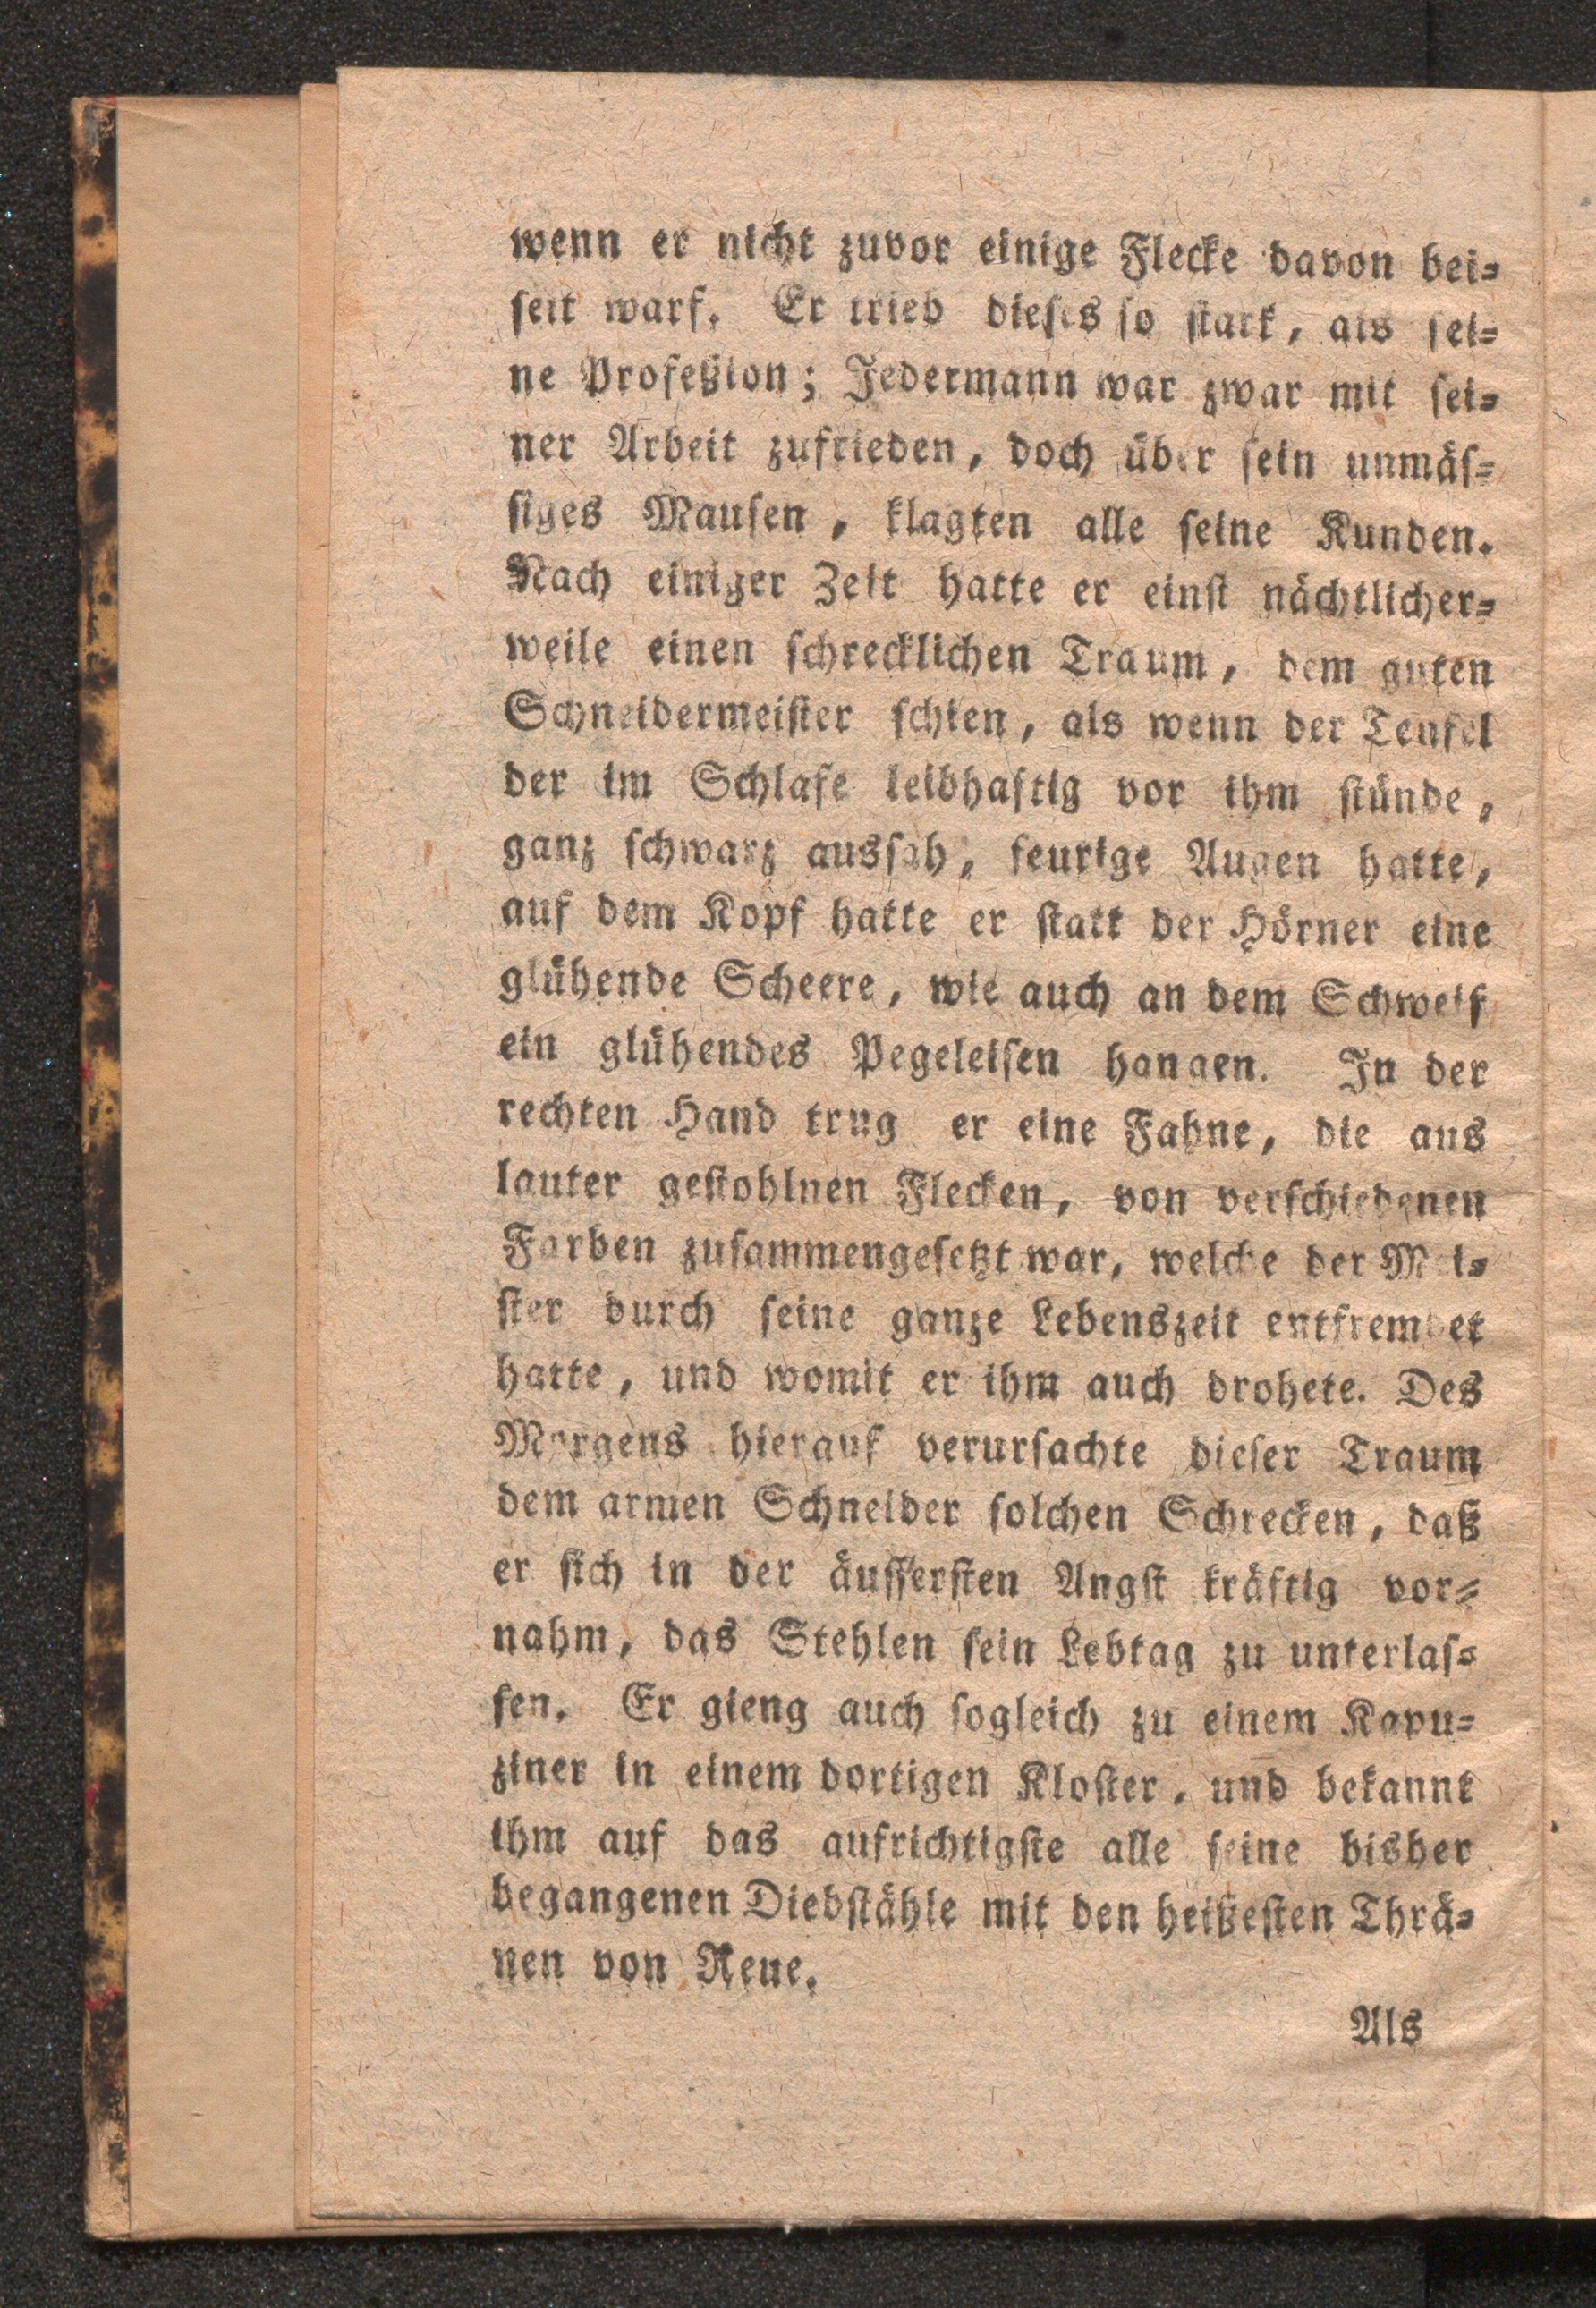 wenn er nicht zuvor einige Flecke davon bei-
seit warf. Er trieb dieses so stark, als sei-
ne Profeßion; Jedermann war zwar mit sei-
ner Arbeit zufrieden, doch über sein unmäs-
siges Mausen, klagten alle seine Kunden.
Nach einiger Zeit hatte er einst nächtlicher-
weile einen schrecklichen Traum, dem guten
Schneidermeister schien, als wenn der Teufel
der im Schlafe leibhaftig vor ihm stünde,
ganz schwarz aussah, feurige Augen hatte,
auf dem Kopf hatte er statt der Hörner eine
glühende Scheere, wie auch an dem Schweif
ein glühendes Pegeleisen hangen. In der
rechten Hand trug er eine Fahne, die aus
lauter gestohlnen Flecken, von verschiedenen
Farben zusammengesetzt war, welche der Mei-
ster durch seine ganze Lebenszeit entfremdet
hatte, und womit er ihm auch drohete. Des
Morgens hierauf verursachte dieser Traum
dem armen Schneider solchen Schrecken, daß
er sich in der äussersten Angst kräftig vor-
nahm, das Stehlen sein Lebtag zu unterlas-
sen. Er gieng auch sogleich zu einem Kapu-
ziner in einem dortigen Kloster, und bekannt
ihm auf das aufrichtigste alle seine bisher
begangenen Diebstähle mit den heißesten Thrä-
nen von Reue.
Als